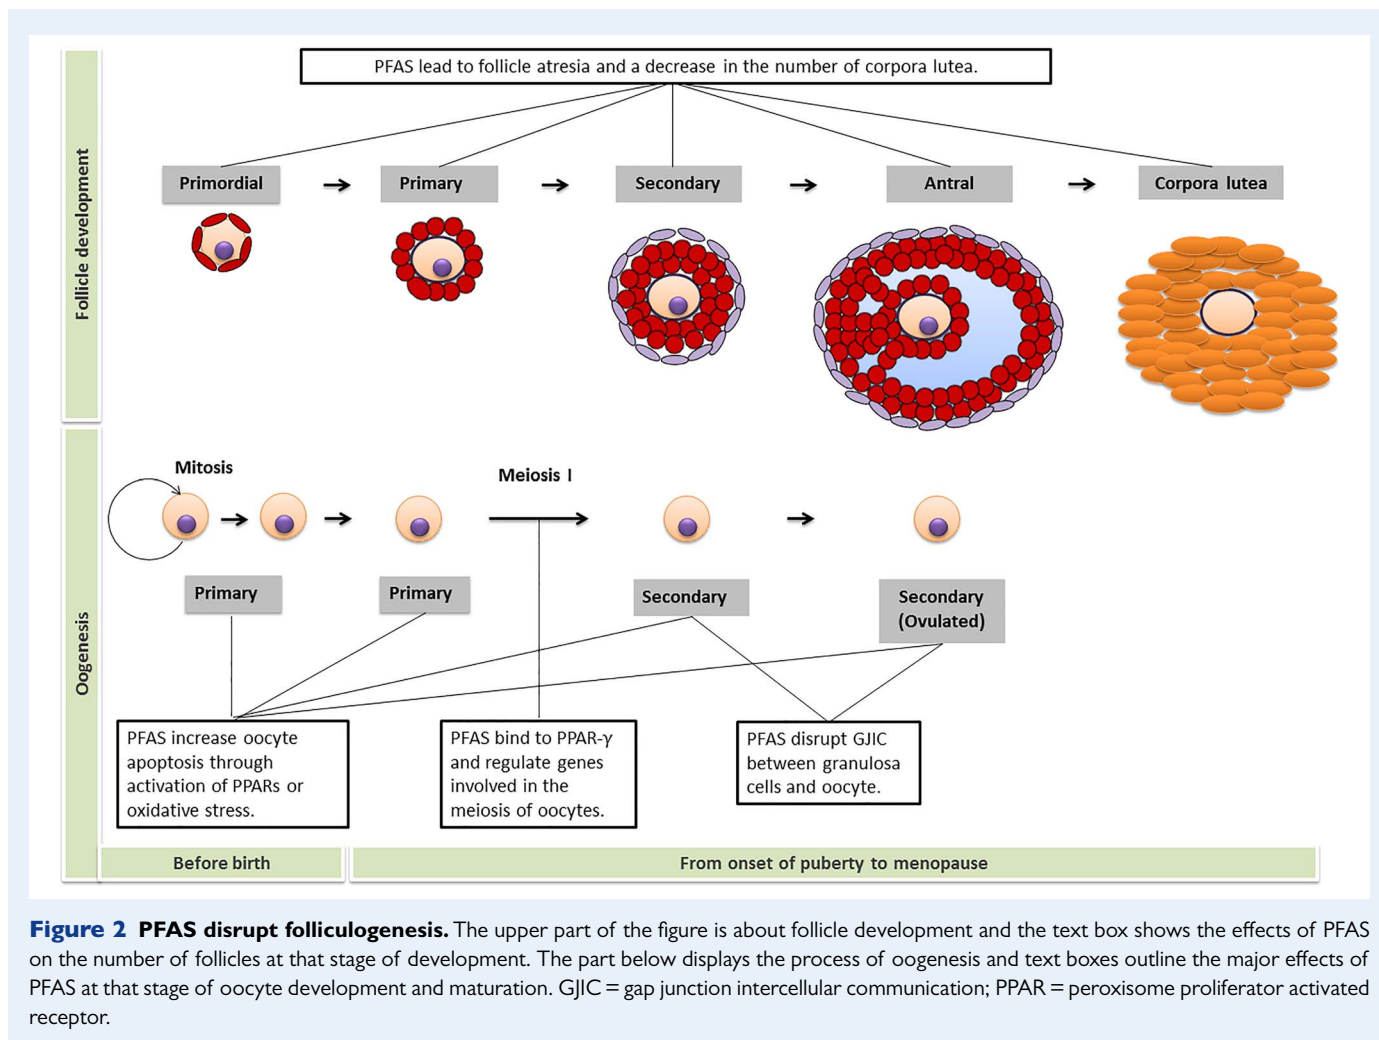 PFAS lead to follicle atresia and a decrease in the number of corpora lutea.
Follicle development
Primordial
Primary
Secondary
Antral
Corpora lutea
Oogenesis
Mitosis
Meiosis I
Primary
Primary
Secondary
Secondary
(Ovulated)
PFAS increase oocyte
apoptosis through
activation of PPARs or
oxidative stress.
PFAS bind to PPAR-γ
and regulate genes
involved in the
meiosis of oocytes.
PFAS disrupt GJIC
between granulosa
cells and oocyte.
Before birth
From onset of puberty to menopause
Figure 2 PFAS disrupt folliculogenesis. The upper part of the figure is about follicle development and the text box shows the effects of PFAS
on the number of follicles at that stage of development. The part below displays the process of oogenesis and text boxes outline the major effects of
PFAS at that stage of oocyte development and maturation. GJIC = gap junction intercellular communication; PPAR = peroxisome proliferator activated
receptor.